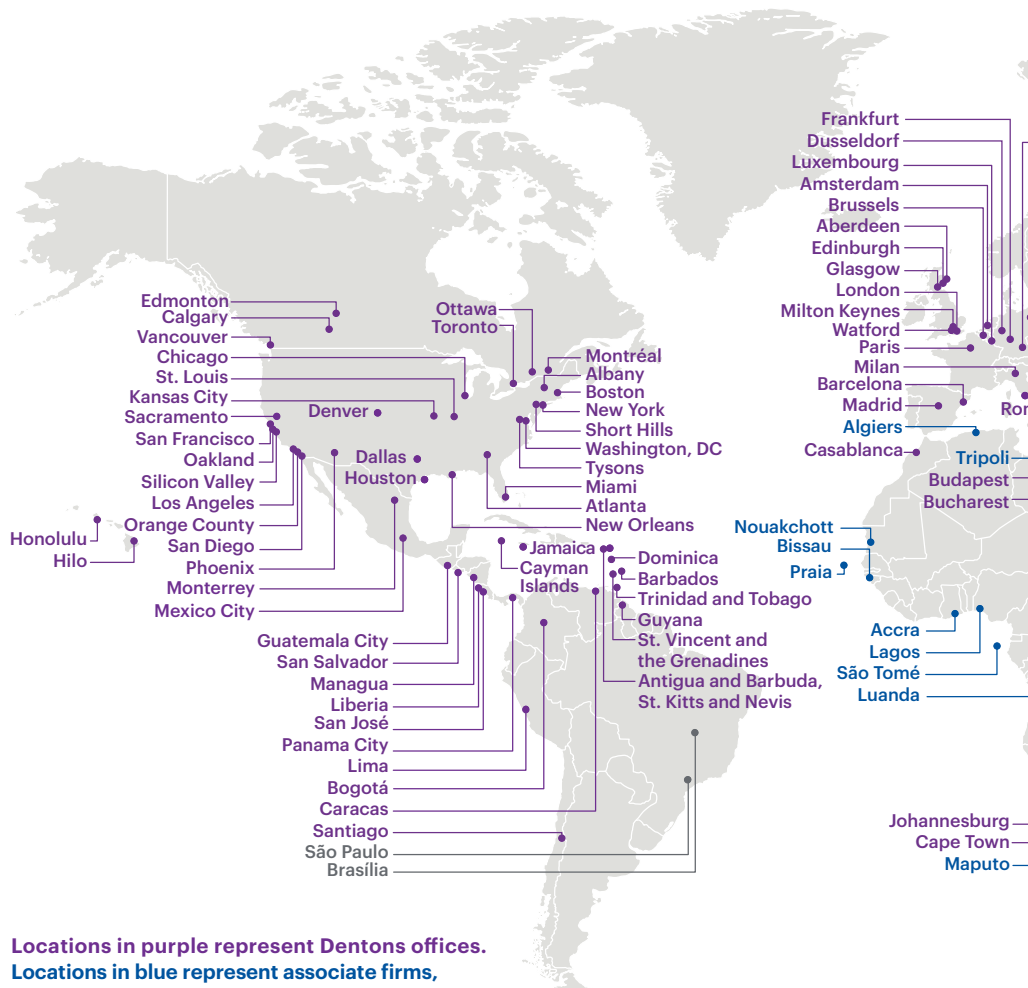 Edmonton
Calgary
Vancouver
Chicago
St. Louis
Kansas City
Sacramento
San Francisco
Oakland
Silicon Valley
Los Angeles
Orange County
San Diego
Phoenix
Monterrey
Mexico City
Honolulu
Hilo
Denver
Dallas
Houston
Ottawa
Toronto
Montréal
Albany
Boston
New York
Short Hills
Washington, DC
Tysons
Miami
Atlanta
New Orleans
Jamaica
Cayman
Islands
Dominica
Barbados
Trinidad and Tobago
Guyana
St. Vincent and
the Grenadines
Antigua and Barbuda,
St. Kitts and Nevis
Guatemala City
San Salvador
Managua
Liberia
San José
Panama City
Lima
Bogotá
Caracas
Santiago
São Paulo
Brasília
Frankfurt
Dusseldorf
Luxembourg
Amsterdam
Brussels
Aberdeen
Edinburgh
Glasgow
London
Milton Keynes
Watford
Paris
Milan
Barcelona
Madrid
Rom
Algiers
Casablanca
Tripoli
Budapest
Bucharest
Nouakchott
Bissau
Praia
Accra
Lagos
São Tomé
Luanda
Johannesburg
Cape Town
Maputo
Locations in purple represent Dentons offices.
Locations in blue represent associate firms,